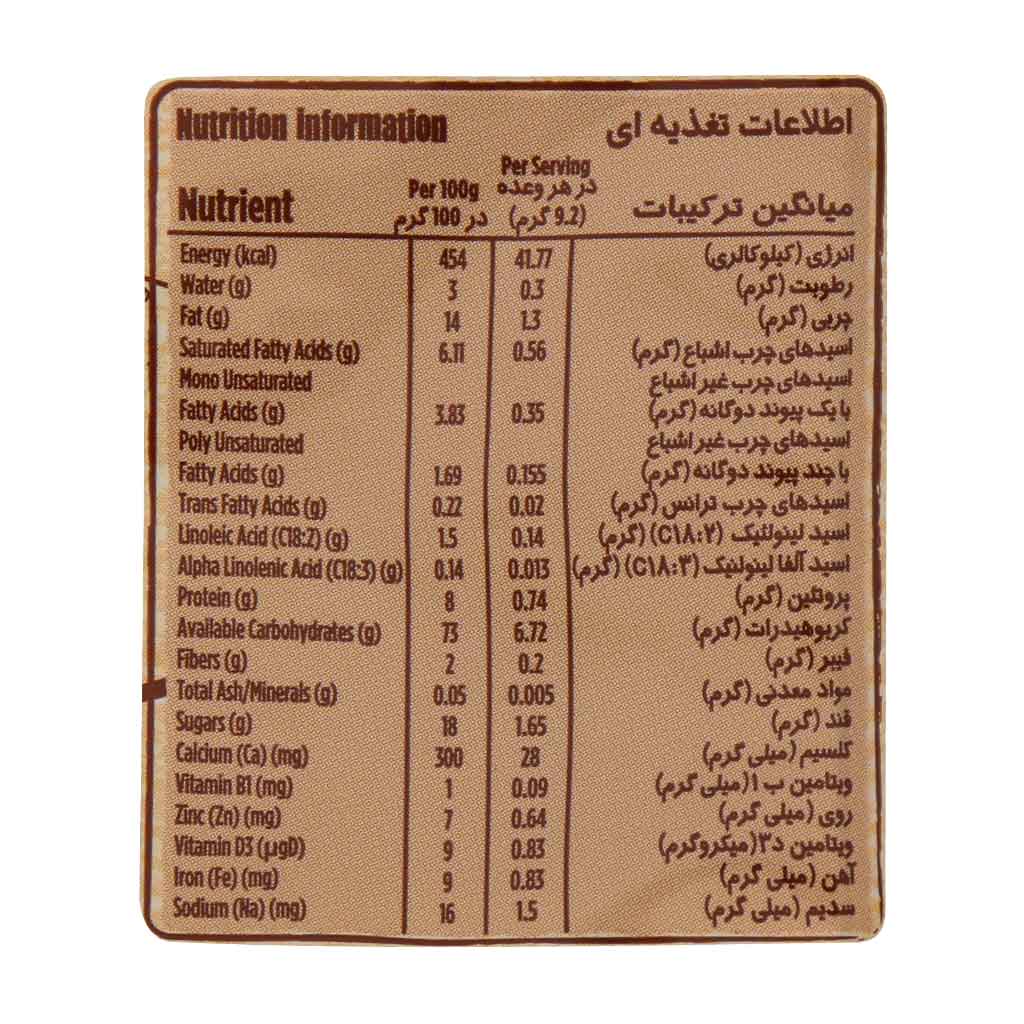 Nutrition information اطلاعات تغذیه ای
Per Serving
Per 100g در هر وعده
Nutrient در 100 گرم (9.2 گرم) میانگین ترکیبات
Energy (kcal) 454 41.77 انرژی (کیلوکالری)
Water (g) 3 0.3 رطوبت (گرم)
Fat (g) 14 1.3 چربی (گرم)
Saturated Fatty Acids (g) 6.11 0.56 اسیدهای چرب اشباع (گرم)
Mono Unsaturated اسیدهای چرب غیر اشباع
Fatty Acids (g) 3.83 0.35 با یک پیوند دوگانه (گرم)
Poly Unsaturated اسیدهای چرب غیر اشباع
Fatty Acids (g) 1.69 0.155 با چند پیوند دوگانه (گرم)
Trans Fatty Acids (g) 0.22 0.02 اسیدهای چرب ترانس (گرم)
Linoleic Acid (C18:2) (g) 1.5 0.14 اسید لینولئیک (C۱۸:۲) (گرم)
Alpha Linolenic Acid (C18:3) (g) 0.14 0.013 اسید آلفا لینولنیک (C۱۸:۳) (گرم)
Protein (g) 8 0.74 پروتئین (گرم)
Available Carbohydrates (g) 73 6.72 کربوهیدرات (گرم)
Fibers (g) 2 0.2 فیبر (گرم)
Total Ash/Minerals (g) 0.05 0.005 مواد معدنی (گرم)
Sugars (g) 18 1.65 قند (گرم)
Calcium (Ca) (mg) 300 28 کلسیم (میلی گرم)
Vitamin B1 (mg) 1 0.09 ویتامین ب ۱ (میلی گرم)
Zinc (Zn) (mg) 7 0.64 روی (میلی گرم)
Vitamin D3 (µgD) 9 0.83 ویتامین د۳ (میکروگرم)
Iron (Fe) (mg) 9 0.83 آهن (میلی گرم)
Sodium (Na) (mg) 16 1.5 سدیم (میلی گرم)